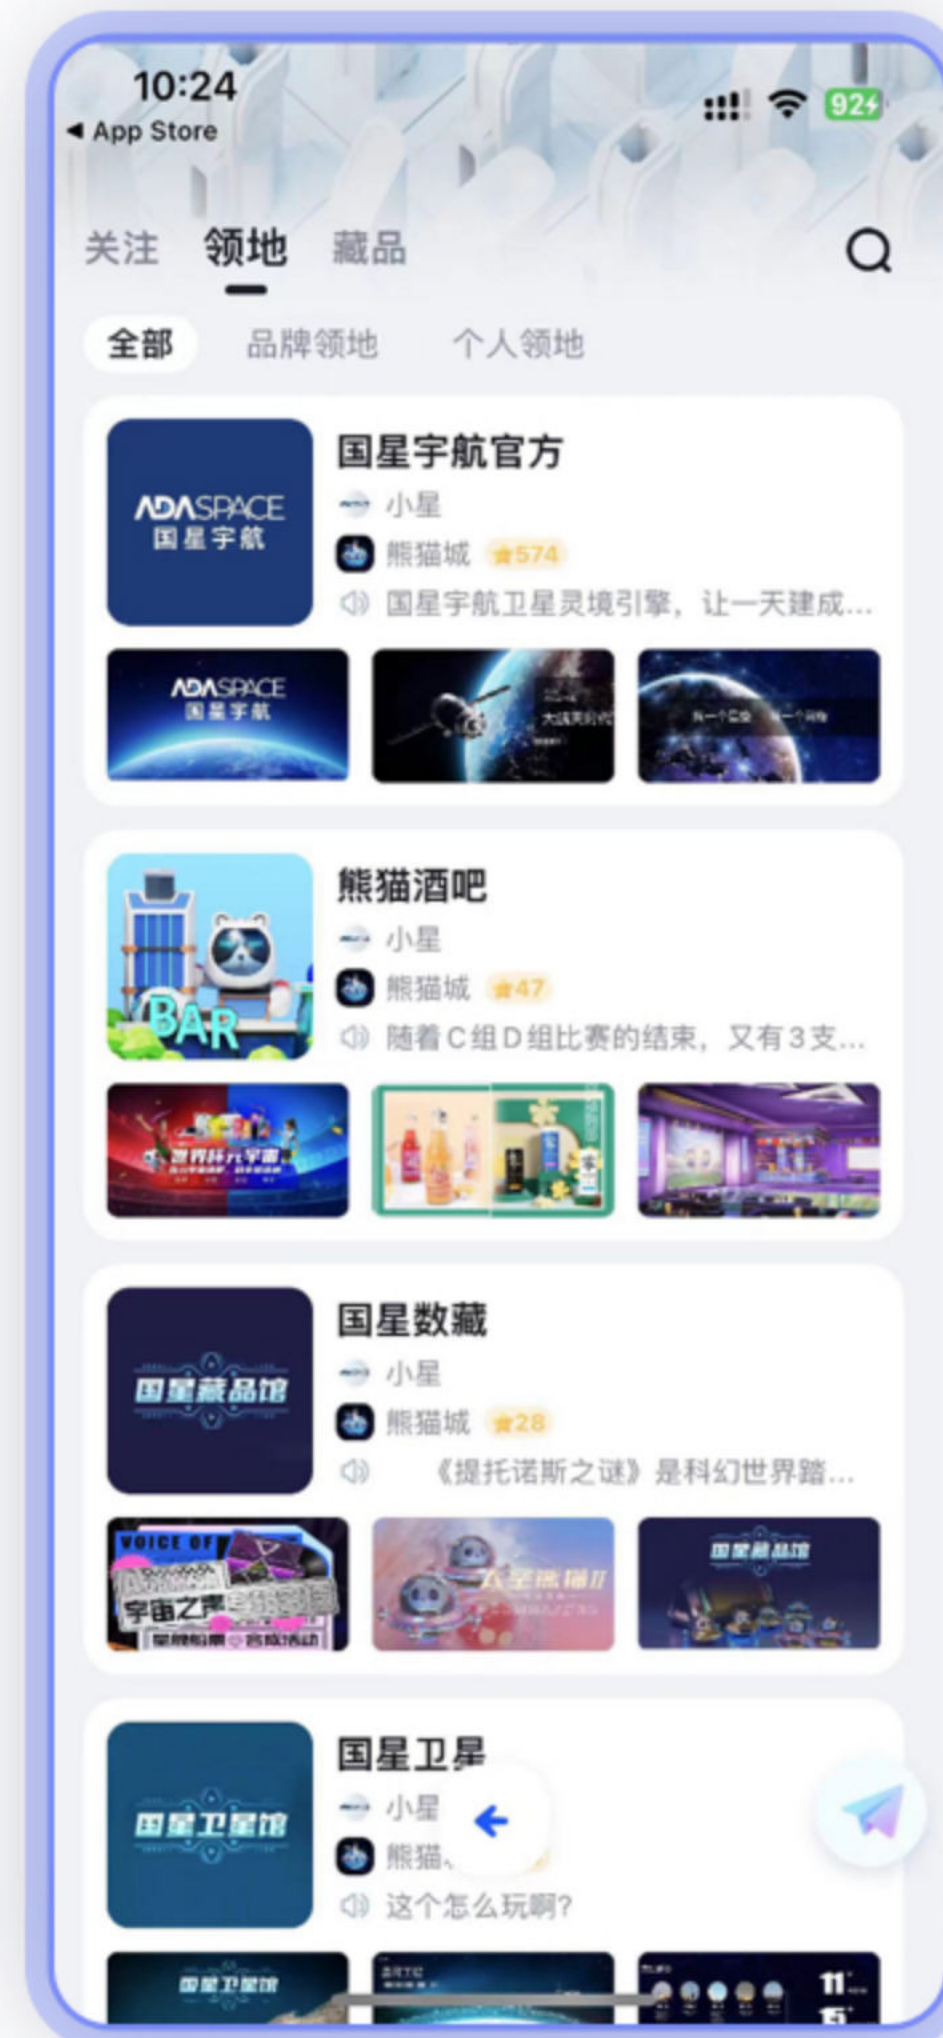 10:24
92
◀ App Store
关注 领地 藏品
全部 品牌领地 个人领地
ADASPACE
国星宇航
国星宇航官方
小星
熊猫城 574
国星宇航卫星灵境引擎，让一天建成...
ADASPACE
国星宇航
BAR
熊猫酒吧
小星
熊猫城 47
随着C组D组比赛的结束，又有3支...
世界杯元宇宙
国星藏品馆
国星数藏
小星
熊猫城 28
《提托诺斯之谜》是科幻世界踏...
VOICE OF
宇宙之声
国星藏品馆
国星卫星馆
国星卫星
小星
熊猫
这个怎么玩啊?
国星卫星馆
11